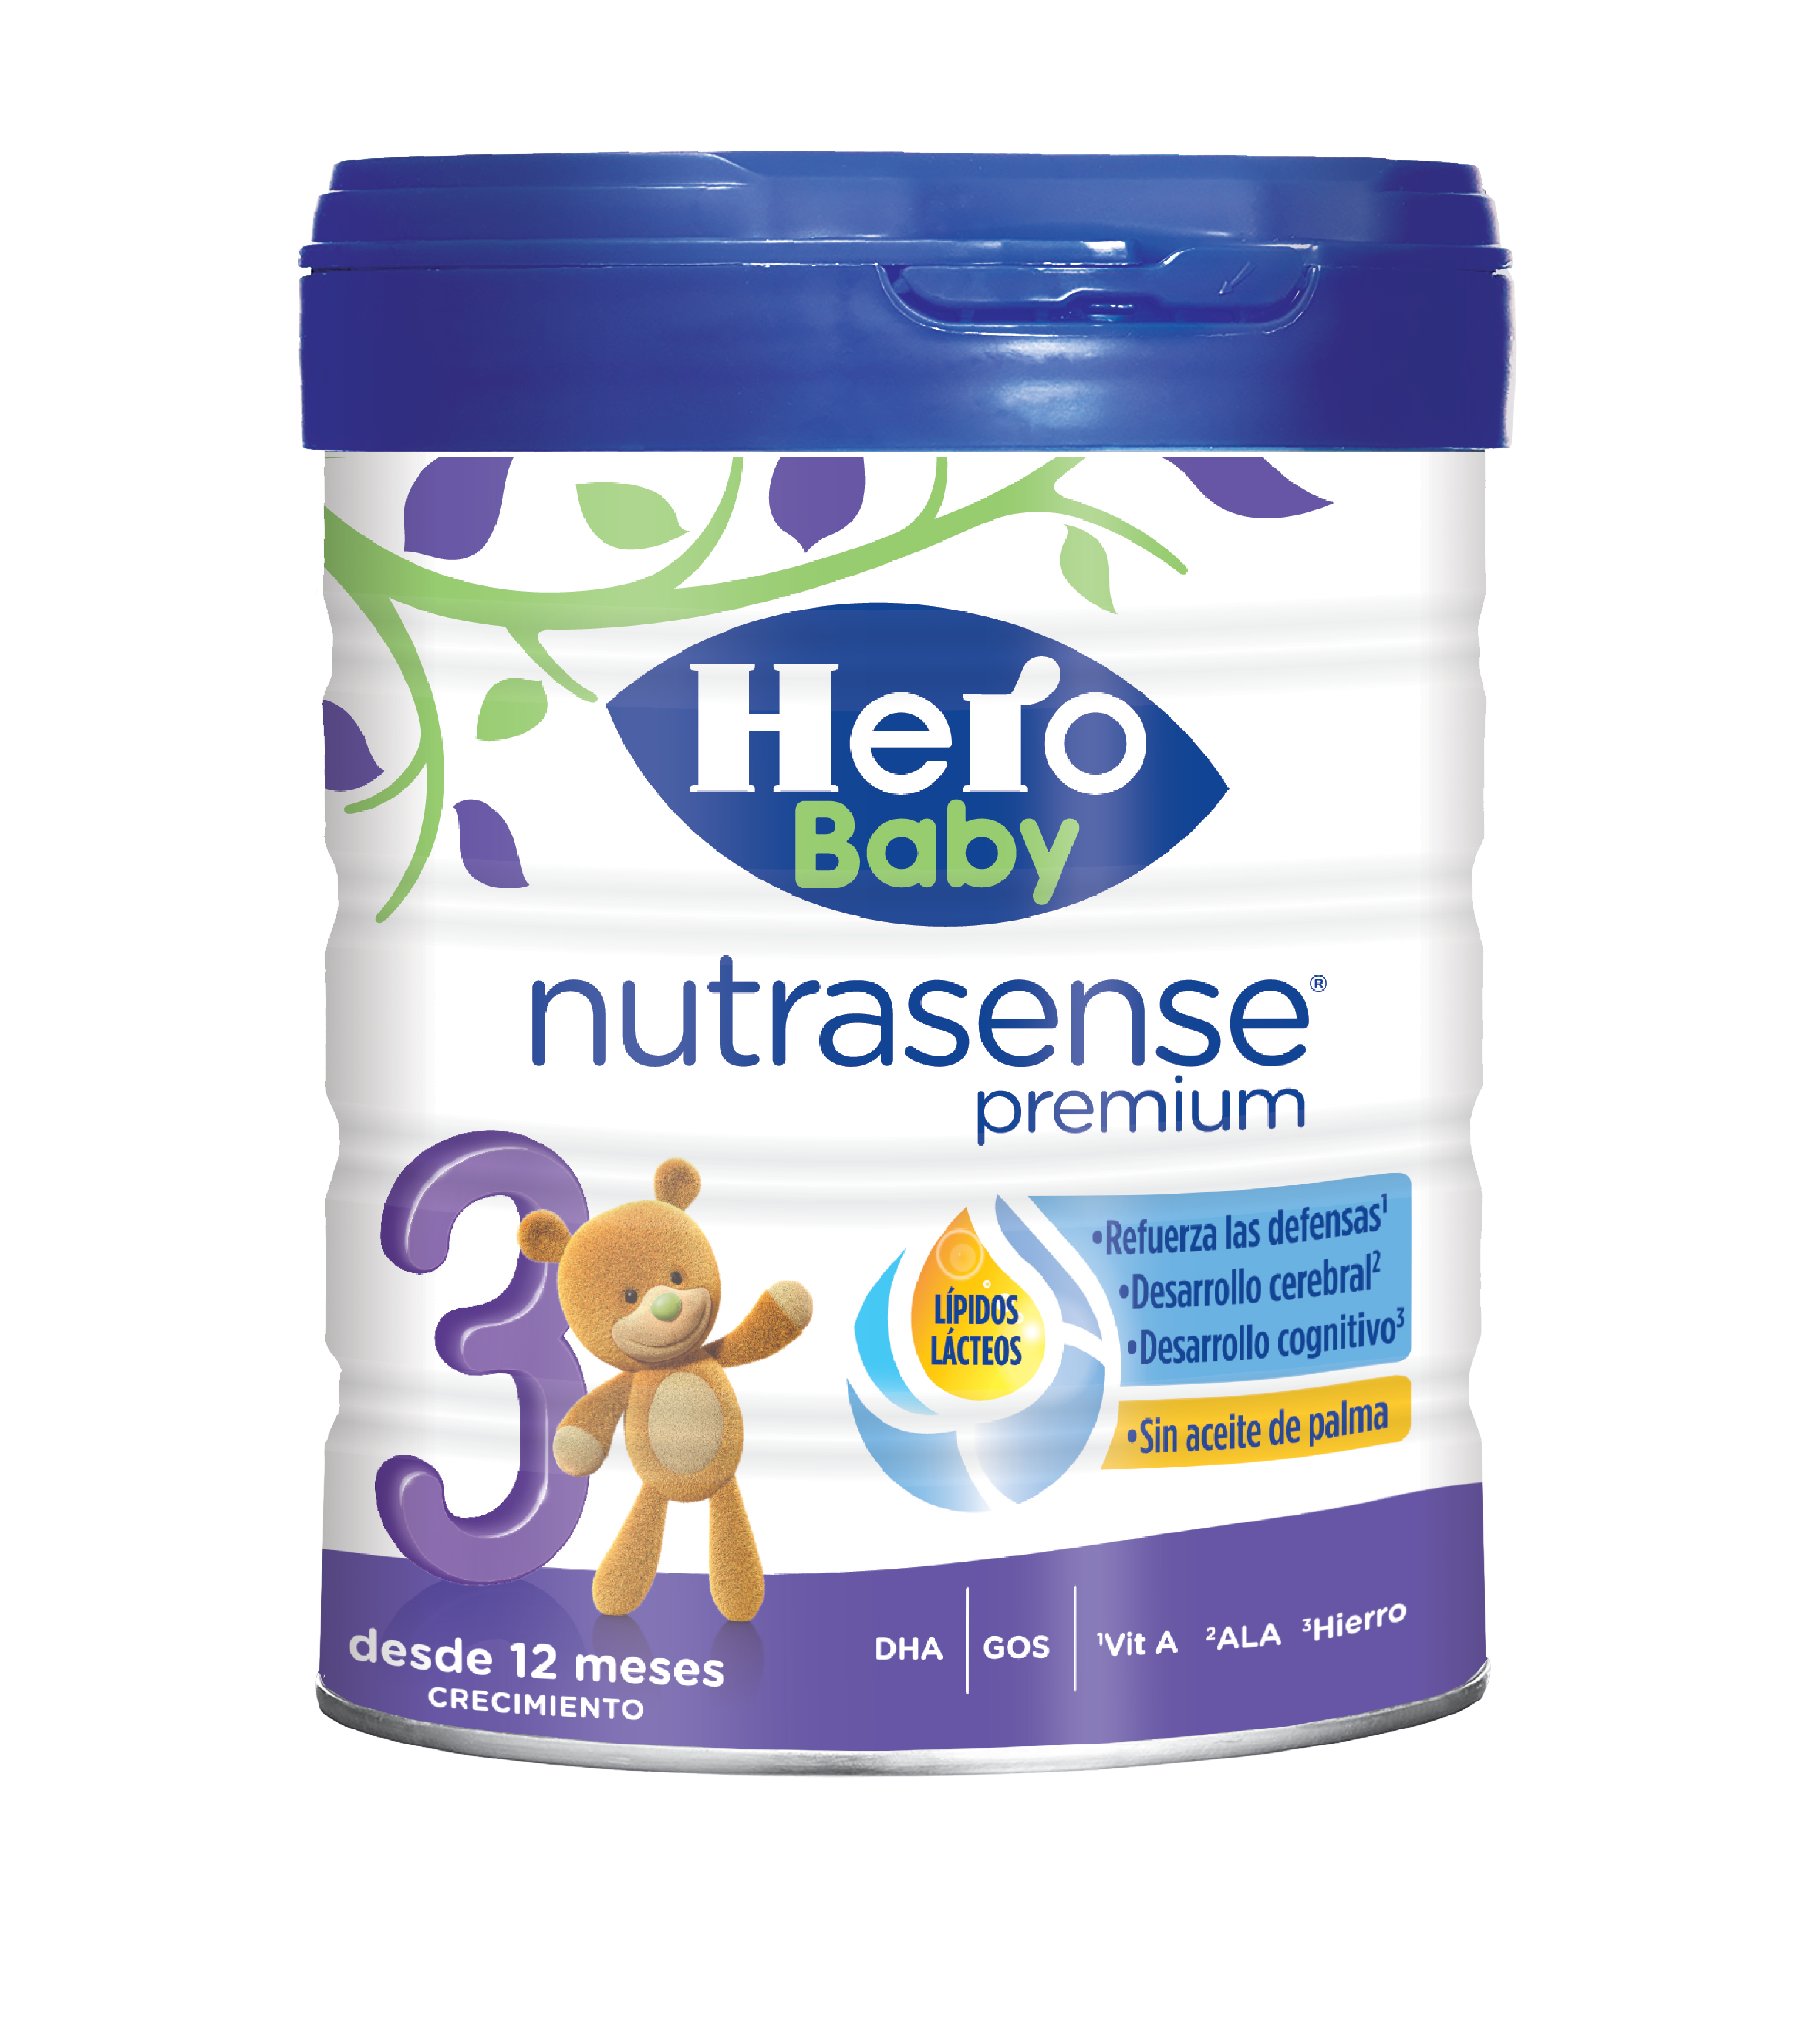 Hero
Baby
nutrasense®
premium
3
LÍPIDOS
LÁCTEOS
•Refuerza las defensas¹
•Desarrollo cerebral²
•Desarrollo cognitivo³
•Sin aceite de palma
desde 12 meses
CRECIMIENTO
DHA | GOS | ¹Vit A ²ALA ³Hierro